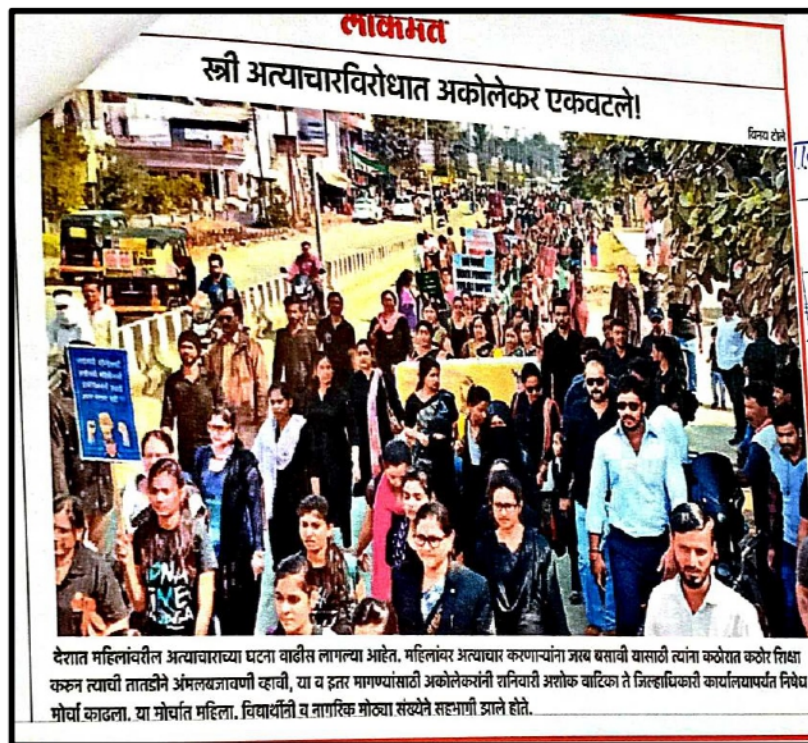 लोकमत
स्त्री अत्याचारविरोधात अकोलेकर एकवटले!
विनय टोले
देशात महिलांवरील अत्याचाराच्या घटना वाढीस लागल्या आहेत. महिलांवर अत्याचार करणाऱ्यांना जरब बसावी यासाठी त्यांना कठोरात कठोर शिक्षा
करुन त्याची तातडीने अंमलबजावणी व्हावी, या व इतर मागण्यांसाठी अकोलेकरांनी शनिवारी अशोक वाटिका ते जिल्हाधिकारी कार्यालयापर्यंत निषेध
मोर्चा काढला. या मोर्चात महिला, विद्यार्थीनी व नागरिक मोठ्या संख्येने सहभागी झाले होते.